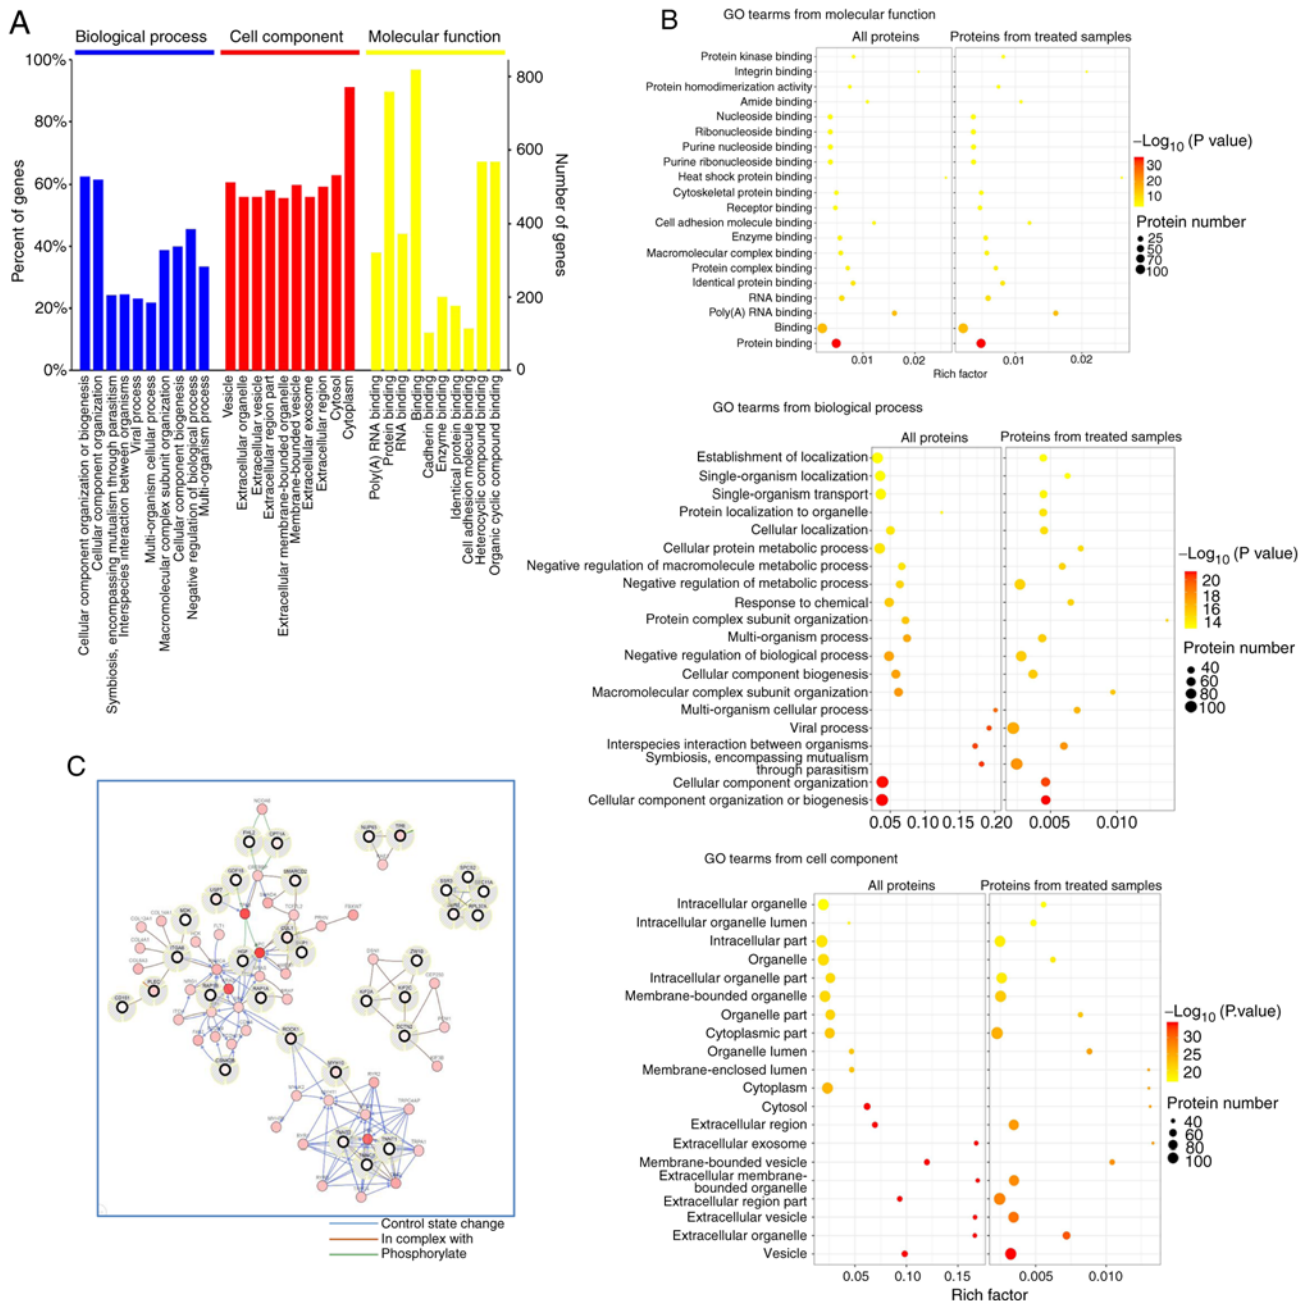 A
Biological process
Cell component
Molecular function
100%
80%
60%
40%
20%
0%
Percent of genes
800
600
400
200
0
Number of genes
Cellular component organization or biogenesis
Cellular component organization
Symbiosis, encompassing mutualism through parasitism
Interspecies interaction between organisms
Viral process
Multi-organism cellular process
Macromolecular complex subunit organization
Cellular component biogenesis
Negative regulation of biological process
Multi-organism process
Vesicle
Extracellular organelle
Extracellular vesicle
Extracellular region part
Extracellular membrane-bounded organelle
Membrane-bounded vesicle
Extracellular exosome
Extracellular region
Cytosol
Cytoplasm
Poly(A) RNA binding
Protein binding
RNA binding
Binding
Cadherin binding
Enzyme binding
Identical protein binding
Cell adhesion molecule binding
Heterocyclic compound binding
Organic cyclic compound binding
B
GO tearms from molecular function
All proteins
Proteins from treated samples
Protein kinase binding
Integrin binding
Protein homodimerization activity
Amide binding
Nucleoside binding
Ribonucleoside binding
Purine nucleoside binding
Purine ribonucleoside binding
Heat shock protein binding
Cytoskeletal protein binding
Receptor binding
Cell adhesion molecule binding
Enzyme binding
Macromolecular complex binding
Protein complex binding
Identical protein binding
RNA binding
Poly(A) RNA binding
Binding
Protein binding
0.01 0.02 0.01 0.02
Rich factor
−Log10 (P value)
30
20
10
Protein number
25
50
70
100
GO tearms from biological process
All proteins
Proteins from treated samples
Establishment of localization
Single-organism localization
Single-organism transport
Protein localization to organelle
Cellular localization
Cellular protein metabolic process
Negative regulation of macromolecule metabolic process
Negative regulation of metabolic process
Response to chemical
Protein complex subunit organization
Multi-organism process
Negative regulation of biological process
Cellular component biogenesis
Macromolecular complex subunit organization
Multi-organism cellular process
Viral process
Interspecies interaction between organisms
Symbiosis, encompassing mutualism
through parasitism
Cellular component organization
Cellular component organization or biogenesis
0.05 0.10 0.15 0.20 0.005 0.010
−Log10 (P value)
20
18
16
14
Protein number
40
60
80
100
GO tearms from cell component
All proteins
Proteins from treated samples
Intracellular organelle
Intracellular organelle lumen
Intracellular part
Organelle
Intracellular organelle part
Membrane-bounded organelle
Organelle part
Cytoplasmic part
Organelle lumen
Membrane-enclosed lumen
Cytoplasm
Cytosol
Extracellular region
Extracellular exosome
Membrane-bounded vesicle
Extracellular membrane-
bounded organelle
Extracellular region part
Extracellular vesicle
Extracellular organelle
Vesicle
0.05 0.10 0.15 0.005 0.010
Rich factor
−Log10 (P.value)
30
25
20
Protein number
40
60
80
100
C
Control state change
In complex with
Phosphorylate